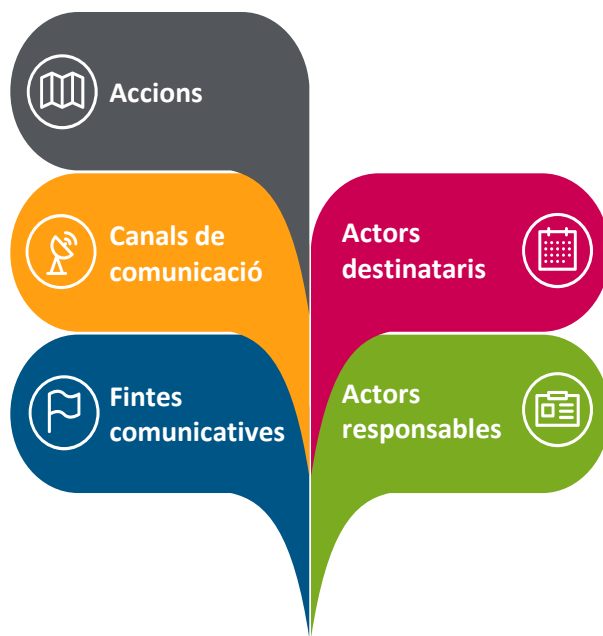 Accions
Canals de
comunicació
Actors
destinataris
Fintes
comunicatives
Actors
responsables